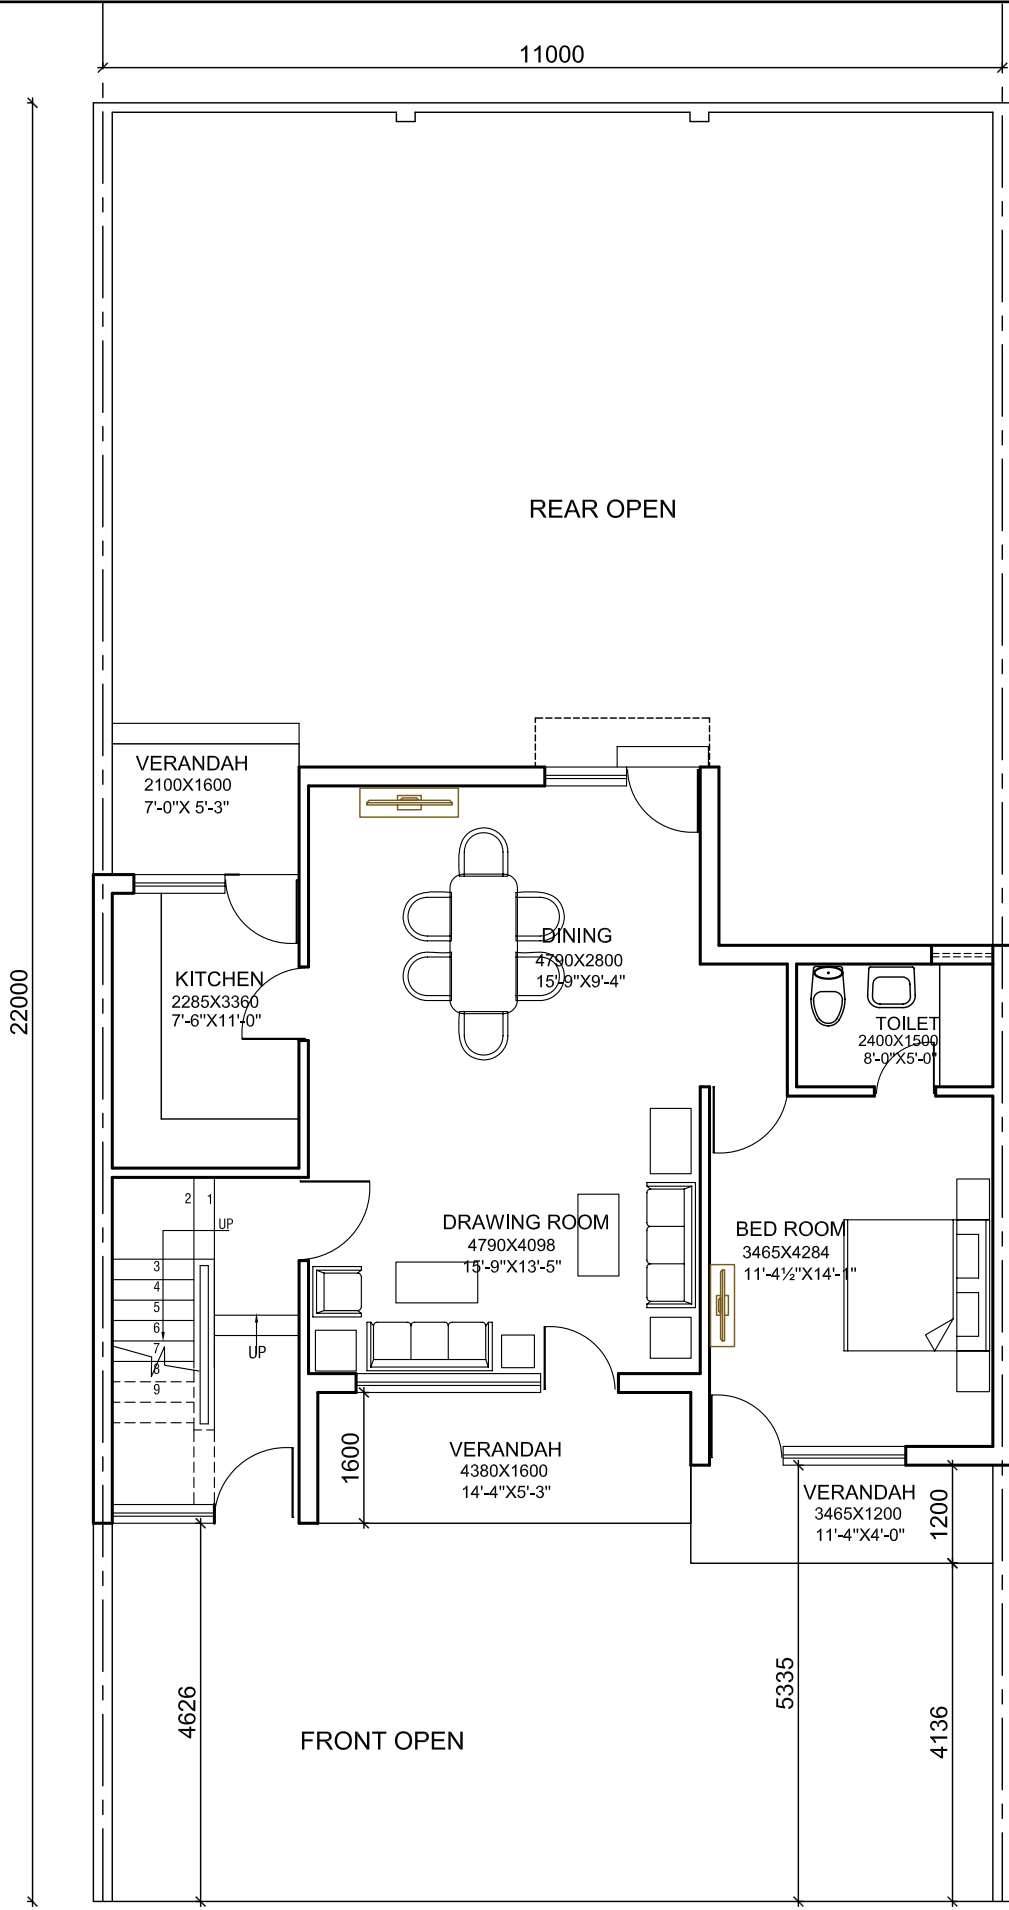 11000
22000
REAR OPEN
VERANDAH
2100X1600
7'-0"X 5'-3"
DINING
4790X2800
15'-9"X9'-4"
KITCHEN
2285X3360
7'-6"X11'-0"
TOILET
2400X1500
8'-0"X5'-0"
2 1
UP
3
4
5
6
7
8
9
UP
DRAWING ROOM
4790X4098
15'-9"X13'-5"
BED ROOM
3465X4284
11'-4½"X14'-1"
1600
VERANDAH
4380X1600
14'-4"X5'-3"
VERANDAH
3465X1200
11'-4"X4'-0"
1200
4626
5335
4136
FRONT OPEN